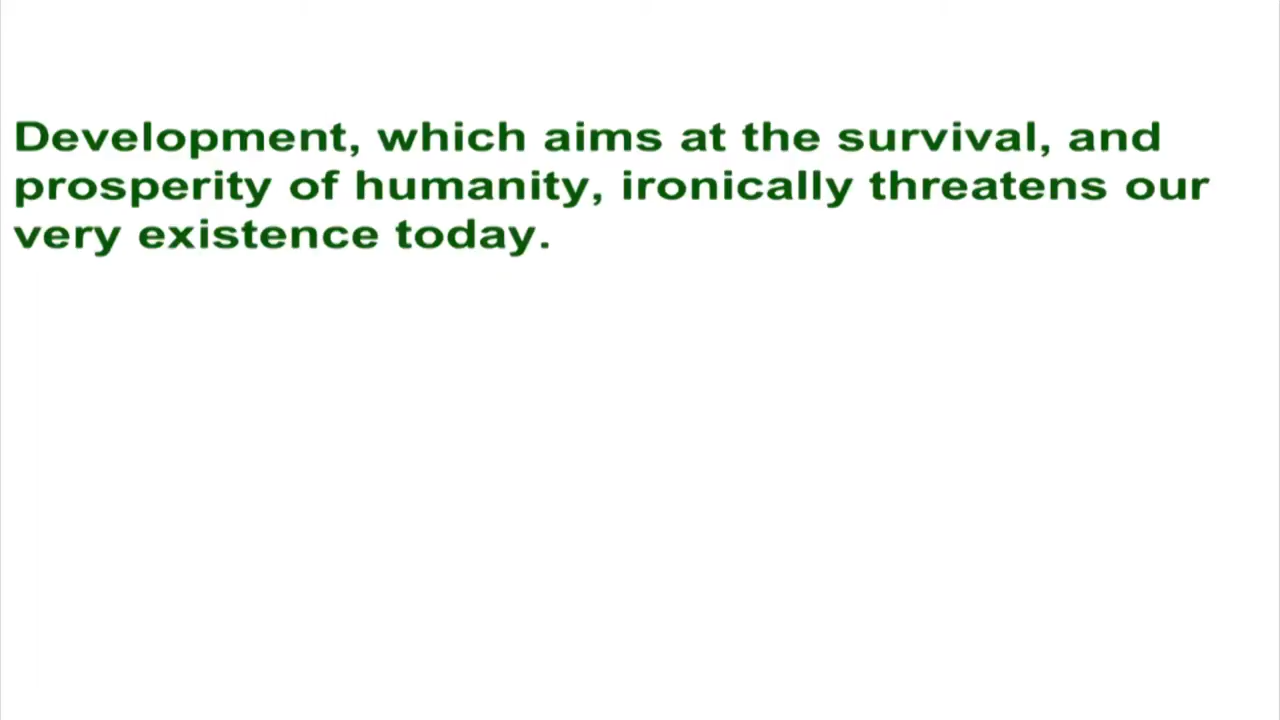 Development, which aims at the survival, and
prosperity of humanity, ironically threatens our
very existence today.